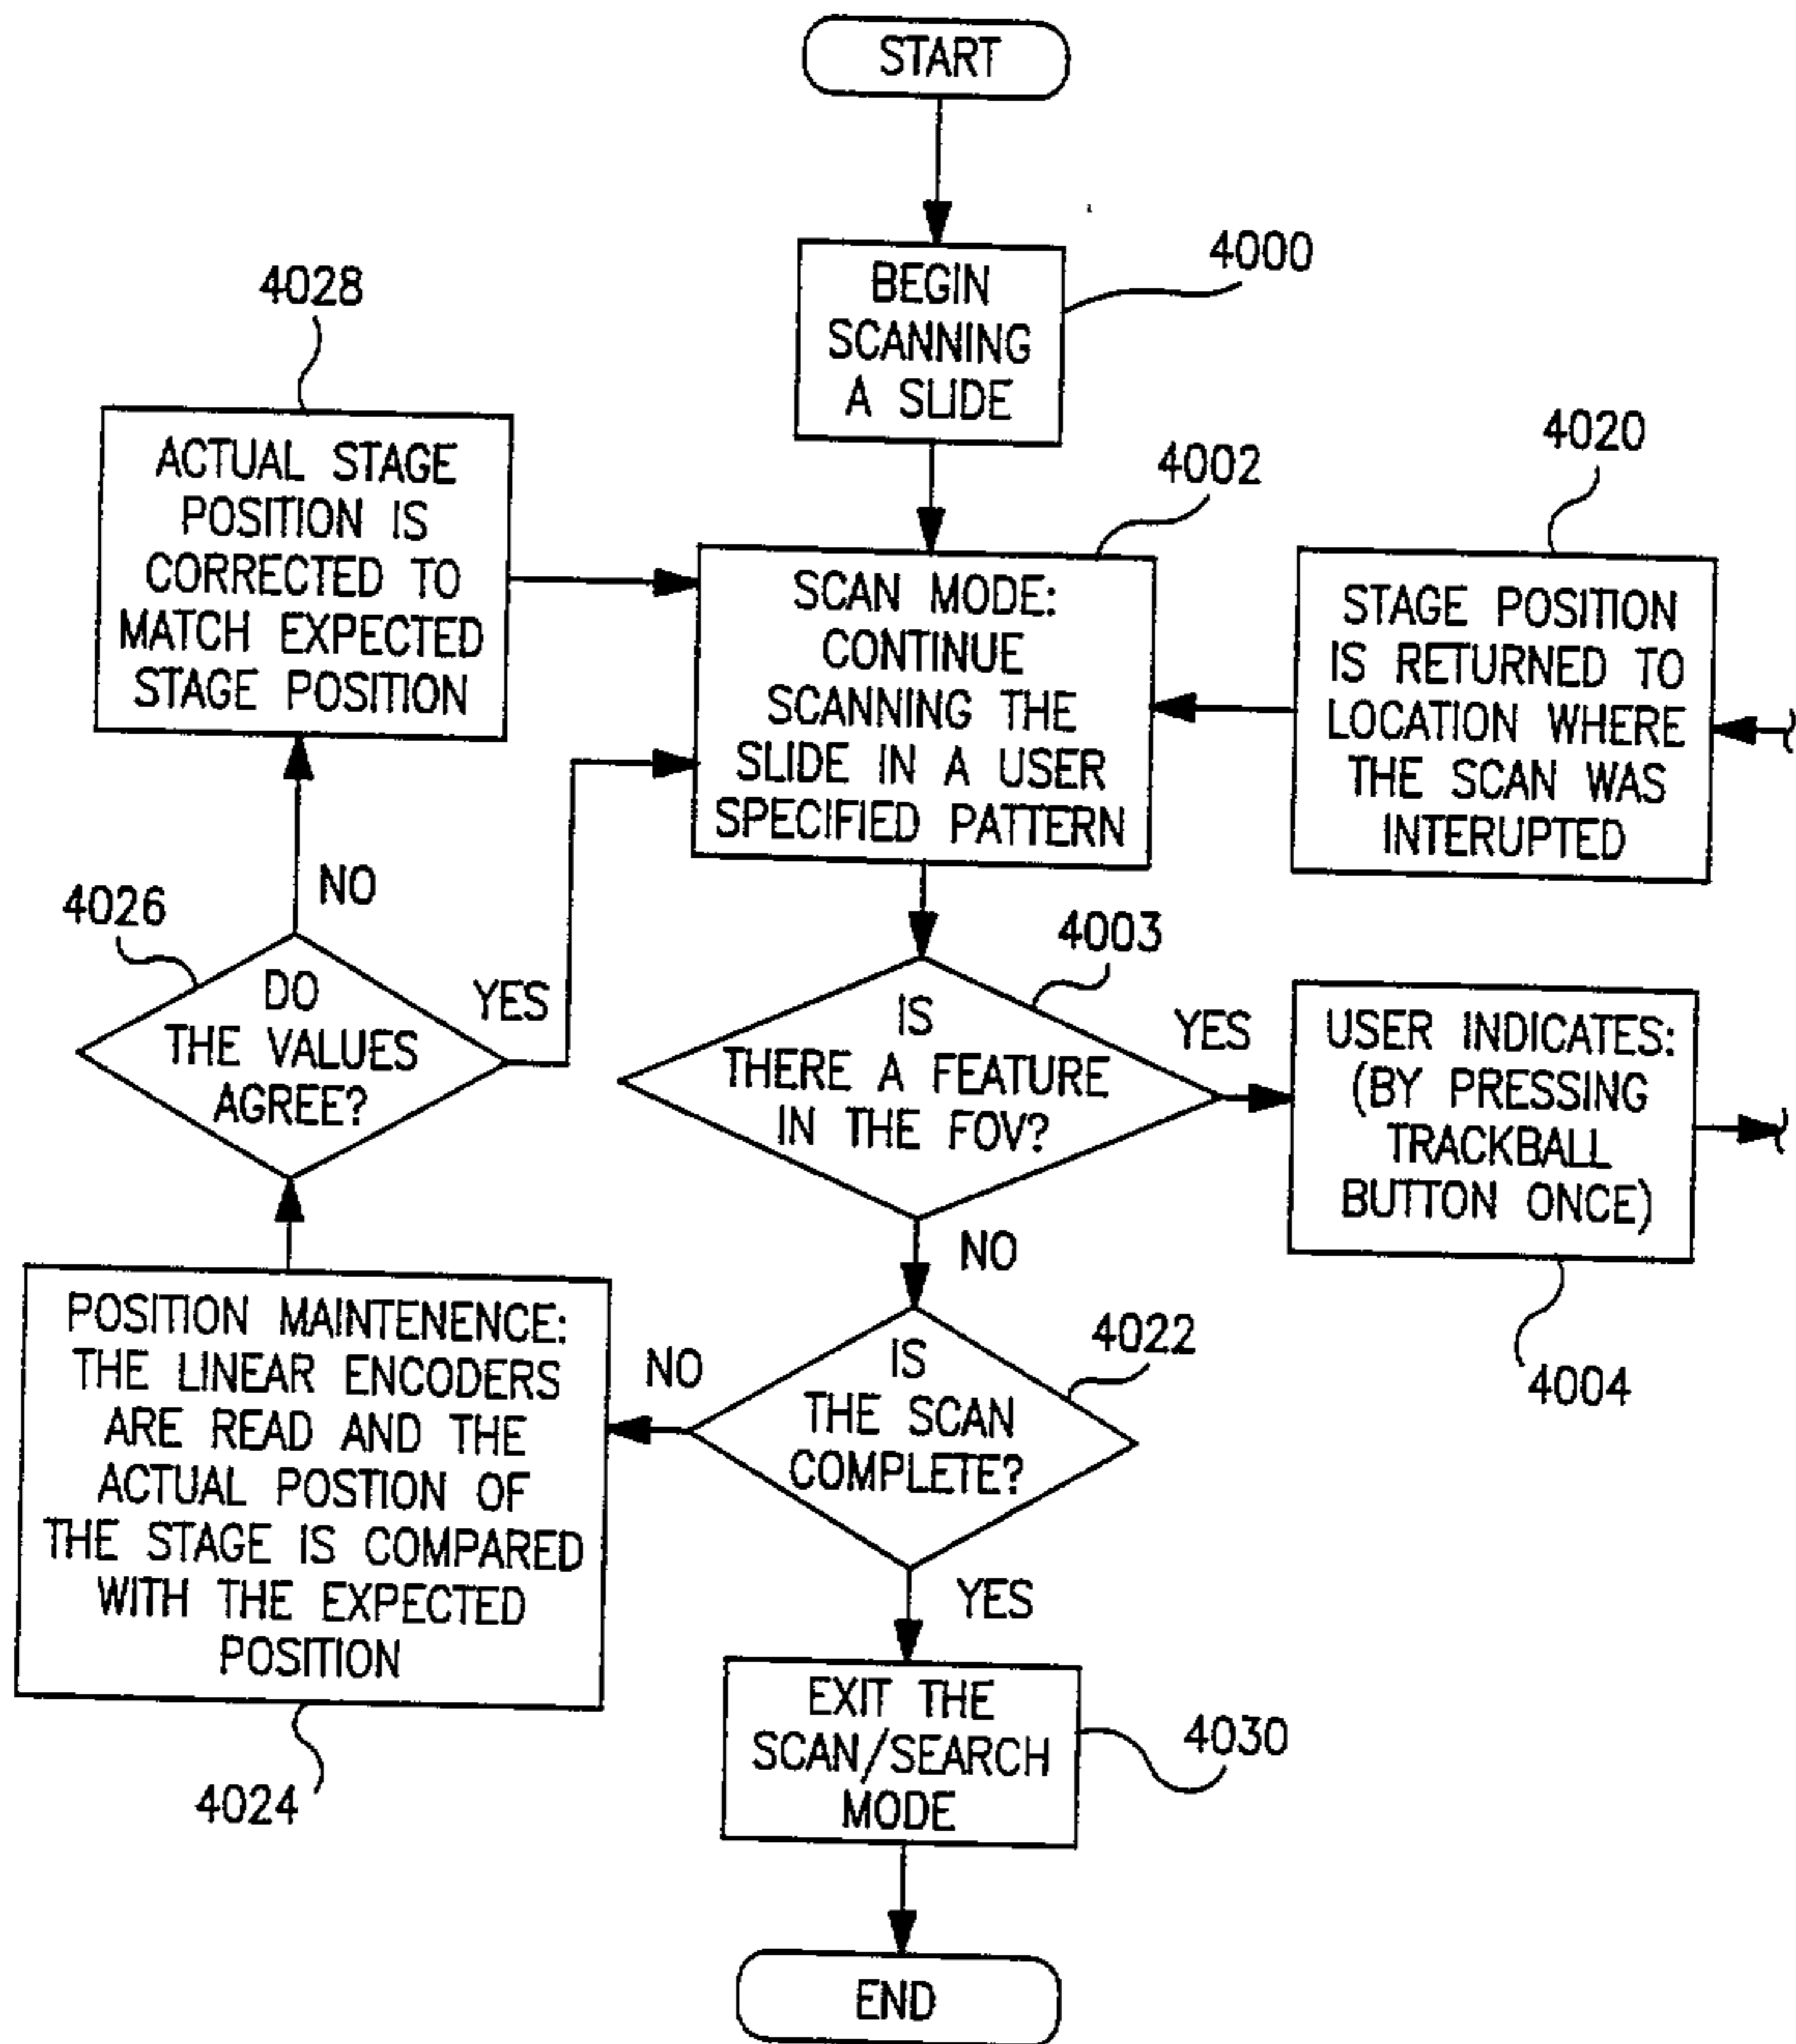 START
4000
BEGIN
SCANNING
A SLIDE
4028
ACTUAL STAGE
POSITION IS
CORRECTED TO
MATCH EXPECTED
STAGE POSITION
4002
SCAN MODE:
CONTINUE
SCANNING THE
SLIDE IN A USER
SPECIFIED PATTERN
4020
STAGE POSITION
IS RETURNED TO
LOCATION WHERE
THE SCAN WAS
INTERUPTED
NO
4026
DO
THE VALUES
AGREE?
YES
4003
IS
THERE A FEATURE
IN THE FOV?
YES
USER INDICATES:
(BY PRESSING
TRACKBALL
BUTTON ONCE)
4004
NO
4022
IS
THE SCAN
COMPLETE?
NO
POSITION MAINTENENCE:
THE LINEAR ENCODERS
ARE READ AND THE
ACTUAL POSTION OF
THE STAGE IS COMPARED
WITH THE EXPECTED
POSITION
4024
YES
EXIT THE
SCAN/SEARCH
MODE
4030
END